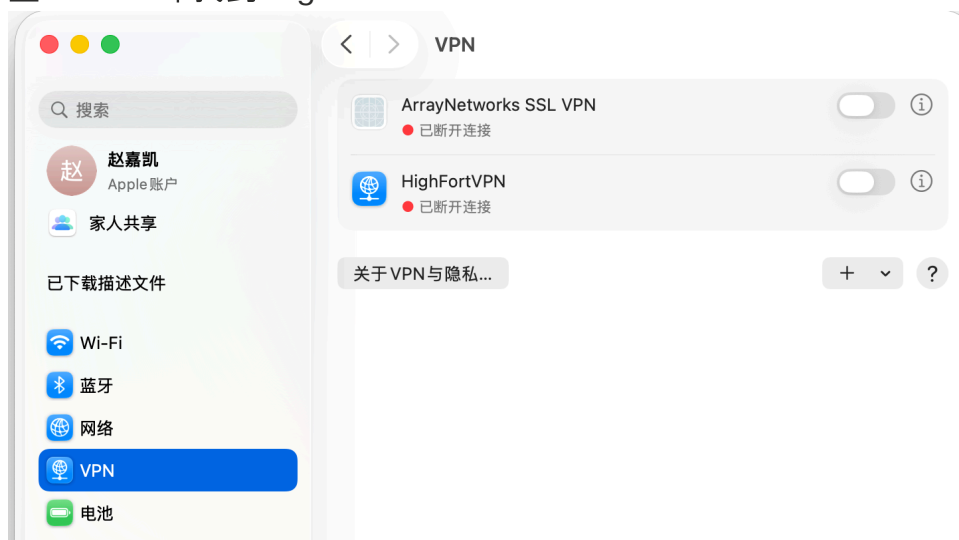 VPN
搜索
赵
赵嘉凯
Apple账户
家人共享
已下载描述文件
Wi-Fi
蓝牙
网络
VPN
电池
ArrayNetworks SSL VPN
已断开连接
HighFortVPN
已断开连接
关于VPN与隐私...
?